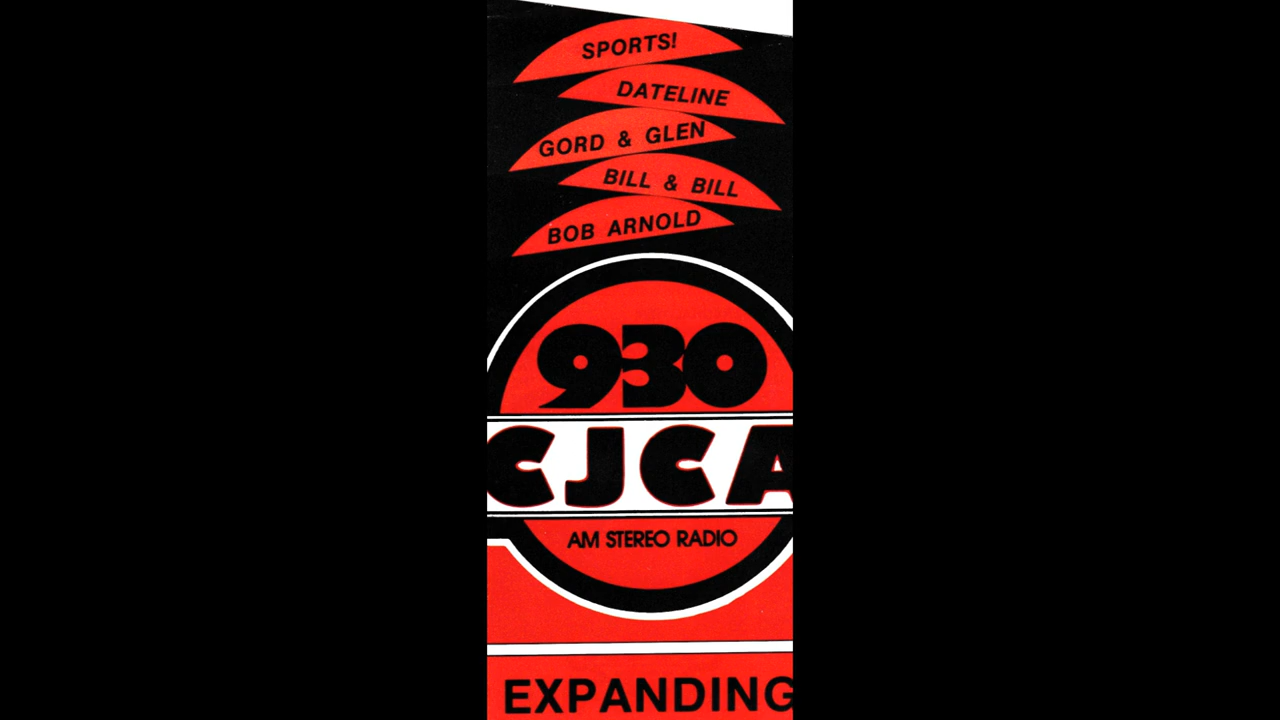 SPORTS!
DATELINE
GORD & GLEN
BILL & BILL
BOB ARNOLD
930
CJCA
AM STEREO RADIO
EXPANDING